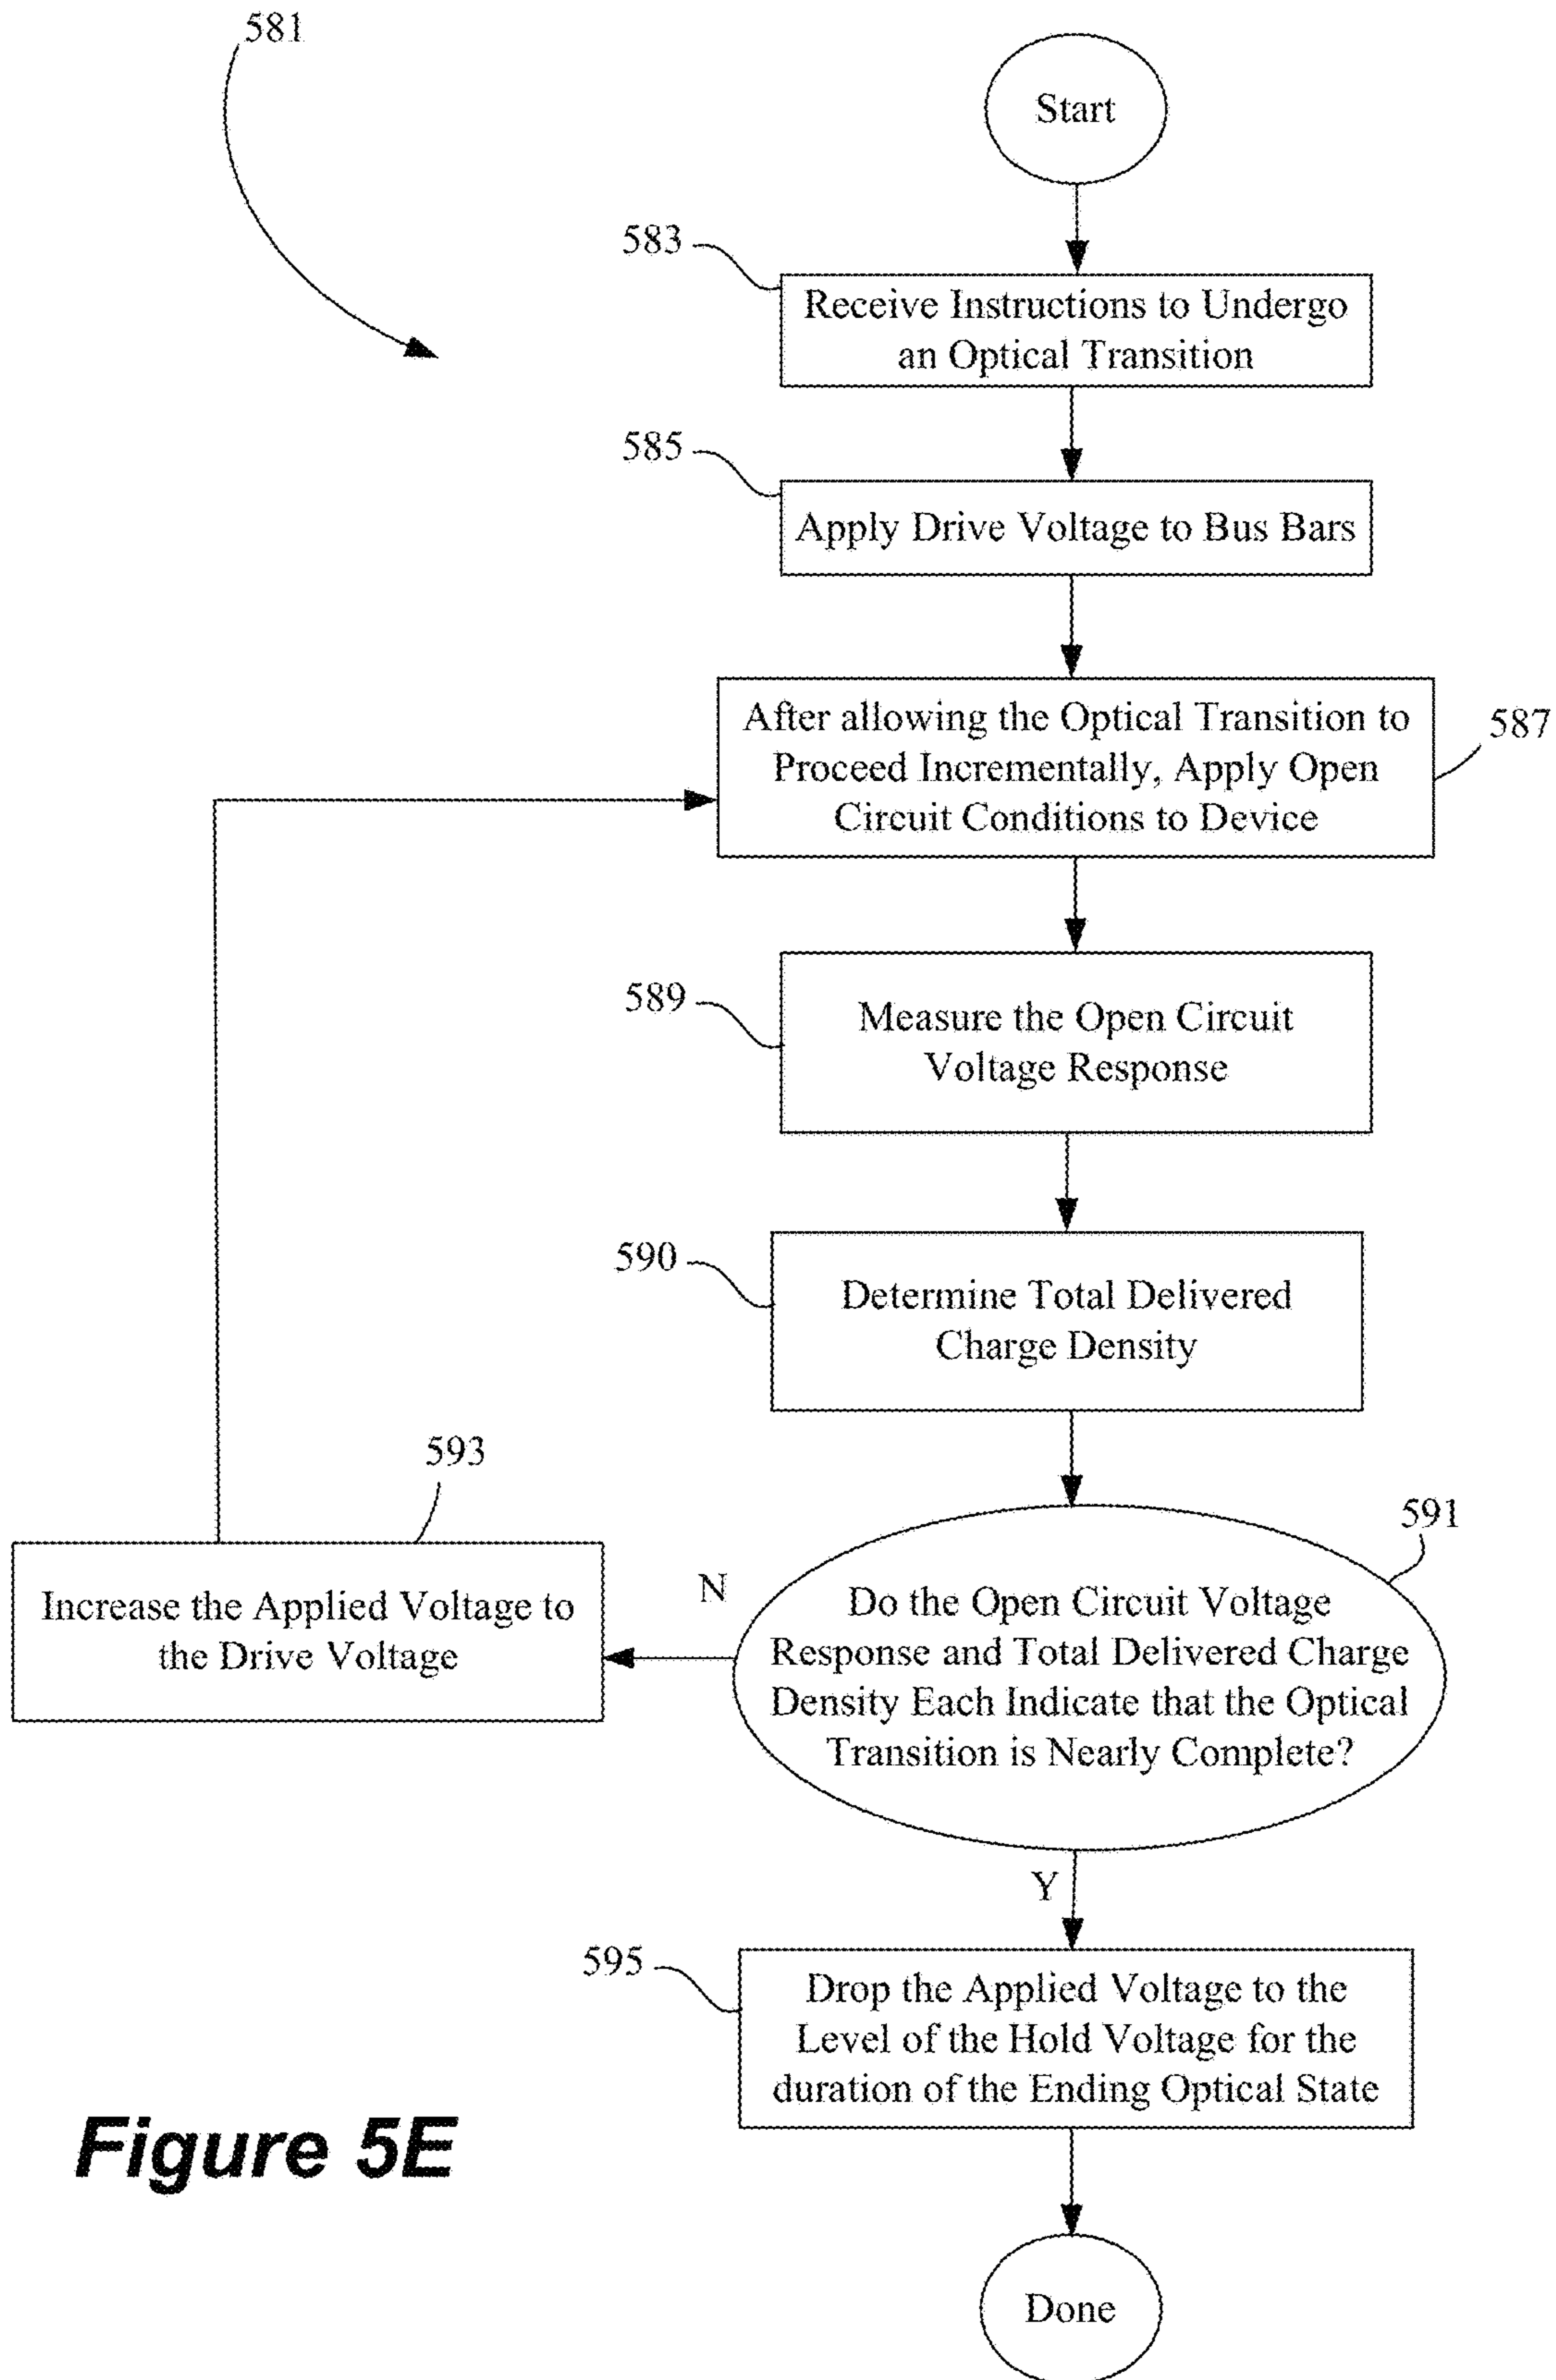 581
Start
583
Receive Instructions to Undergo
an Optical Transition
585
Apply Drive Voltage to Bus Bars
587
After allowing the Optical Transition to
Proceed Incrementally, Apply Open
Circuit Conditions to Device
589
Measure the Open Circuit
Voltage Response
590
Determine Total Delivered
Charge Density
593
Increase the Applied Voltage to
the Drive Voltage
N
591
Do the Open Circuit Voltage
Response and Total Delivered Charge
Density Each Indicate that the Optical
Transition is Nearly Complete?
Y
595
Drop the Applied Voltage to the
Level of the Hold Voltage for the
duration of the Ending Optical State
Figure 5E
Done